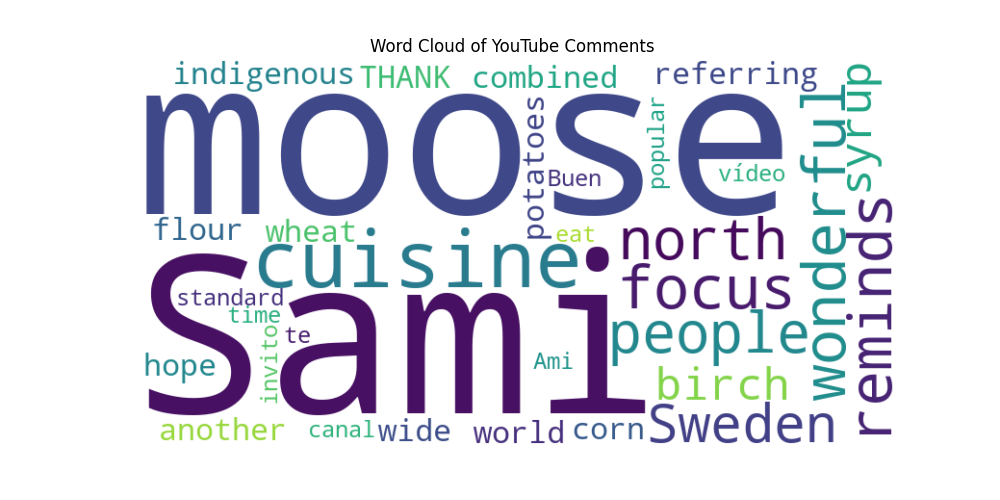 Word Cloud of YouTube Comments
indigenous
THANK
combined
referring
syrup
moose
potatoes
popular
wonderful
Buen
vídeo
flour
wheat
cuisine
eat
north
reminds
Sami
standard
time
te
focus
invito
people
hope
Ami
birch
another
canal
wide
world
corn
Sweden